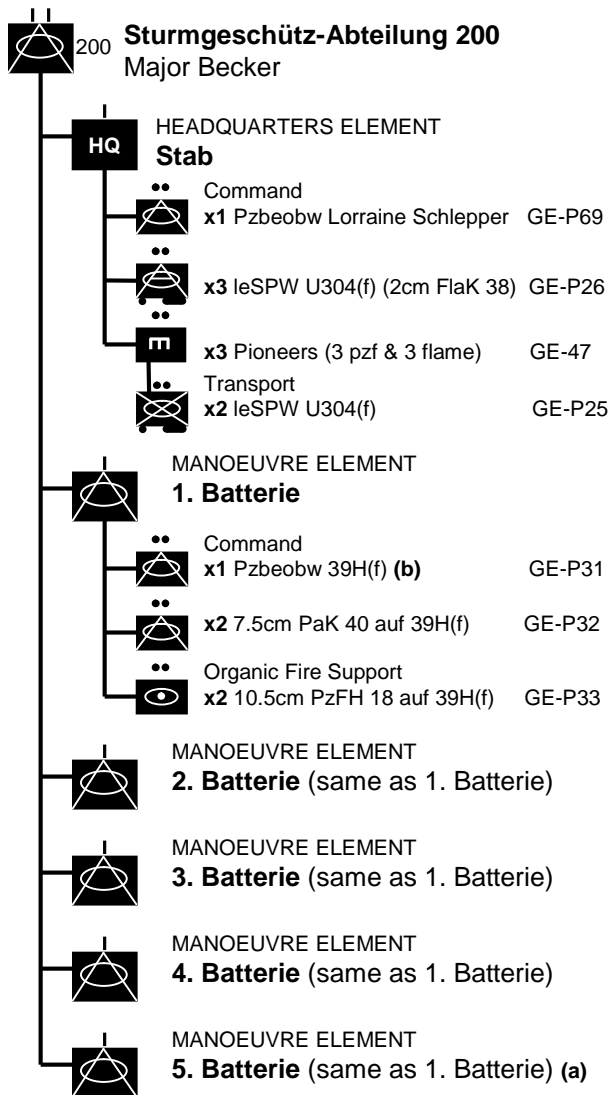 200 Sturmgeschütz-Abteilung 200
Major Becker
HEADQUARTERS ELEMENT
HQ Stab
Command
x1 Pzbeobw Lorraine Schlepper GE-P69
x3 leSPW U304(f) (2cm FlaK 38) GE-P26
x3 Pioneers (3 pzf & 3 flame) GE-47
Transport
x2 leSPW U304(f) GE-P25
MANOEUVRE ELEMENT
1. Batterie
Command
x1 Pzbeobw 39H(f) (b) GE-P31
x2 7.5cm PaK 40 auf 39H(f) GE-P32
Organic Fire Support
x2 10.5cm PzFH 18 auf 39H(f) GE-P33
MANOEUVRE ELEMENT
2. Batterie (same as 1. Batterie)
MANOEUVRE ELEMENT
3. Batterie (same as 1. Batterie)
MANOEUVRE ELEMENT
4. Batterie (same as 1. Batterie)
MANOEUVRE ELEMENT
5. Batterie (same as 1. Batterie) (a)